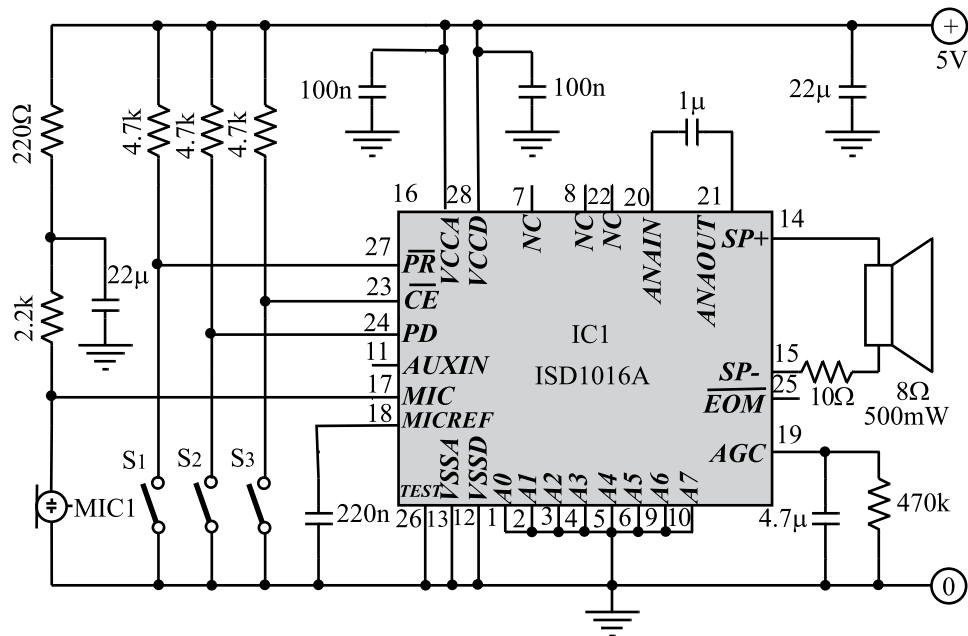 +
5V
100n
100n
22µ
1µ
220Ω
4.7k
4.7k
4.7k
16
28
7
8
22
20
21
VCCA
VCCD
NC
NC
NC
ANAIN
ANAOUT
27
PR
23
CE
24
PD
11
AUXIN
17
MIC
18
MICREF
22µ
2.2k
IC1
ISD1016A
SP+
14
SP-
15
EOM
25
10Ω
8Ω
500mW
AGC
19
S1
S2
S3
MIC1
220n
TEST
VSSA
VSSD
A0
A1
A2
A3
A4
A5
A6
A7
26
13
12
1
2
3
4
5
6
9
10
4.7µ
470k
0